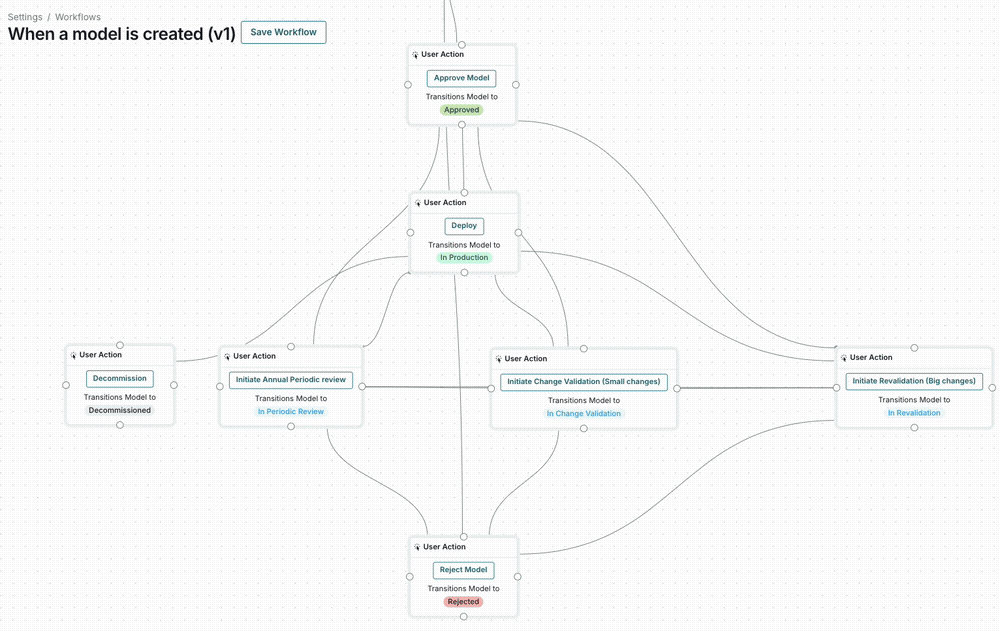 Settings / Workflows
When a model is created (v1)
Save Workflow
User Action
Approve Model
Transitions Model to
Approved
User Action
Deploy
Transitions Model to
In Production
User Action
Decommission
Transitions Model to
Decommissioned
User Action
Initiate Annual Periodic review
Transitions Model to
In Periodic Review
User Action
Initiate Change Validation (Small changes)
Transitions Model to
In Change Validation
User Action
Initiate Revalidation (Big changes)
Transitions Model to
In Revalidation
User Action
Reject Model
Transitions Model to
Rejected